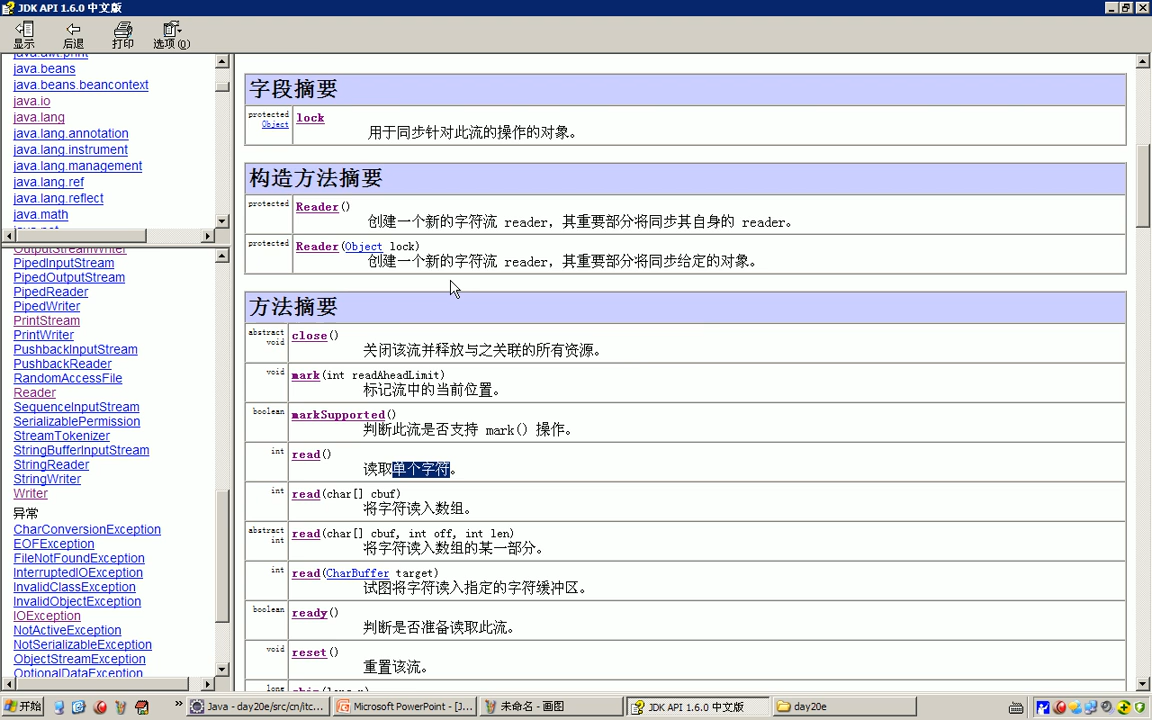 JDK API 1.6.0 中文版
显示 后退 打印 选项(O)
java.beans
java.beans.beancontext
java.io
java.lang
java.lang.annotation
java.lang.instrument
java.lang.management
java.lang.ref
java.lang.reflect
java.math
OutputStreamWriter
PipedInputStream
PipedOutputStream
PipedReader
PipedWriter
PrintStream
PrintWriter
PushbackInputStream
PushbackReader
RandomAccessFile
Reader
SequenceInputStream
SerializablePermission
StreamTokenizer
StringBufferInputStream
StringReader
StringWriter
Writer
异常
CharConversionException
EOFException
FileNotFoundException
InterruptedIOException
InvalidClassException
InvalidObjectException
IOException
NotActiveException
NotSerializableException
ObjectStreamException
OptionalDataException
字段摘要
protected Object lock
用于同步针对此流的操作的对象。
构造方法摘要
protected Reader()
创建一个新的字符流 reader，其重要部分将同步其自身的 reader。
protected Reader(Object lock)
创建一个新的字符流 reader，其重要部分将同步给定的对象。
方法摘要
abstract void close()
关闭该流并释放与之关联的所有资源。
void mark(int readAheadLimit)
标记流中的当前位置。
boolean markSupported()
判断此流是否支持 mark() 操作。
int read()
读取单个字符。
int read(char[] cbuf)
将字符读入数组。
abstract int read(char[] cbuf, int off, int len)
将字符读入数组的某一部分。
int read(CharBuffer target)
试图将字符读入指定的字符缓冲区。
boolean ready()
判断是否准备读取此流。
void reset()
重置该流。
开始 » Java - day20e/src/cn/itc... Microsoft PowerPoint - [J... 未命名 - 画图 JDK API 1.6.0 中文版 day20e